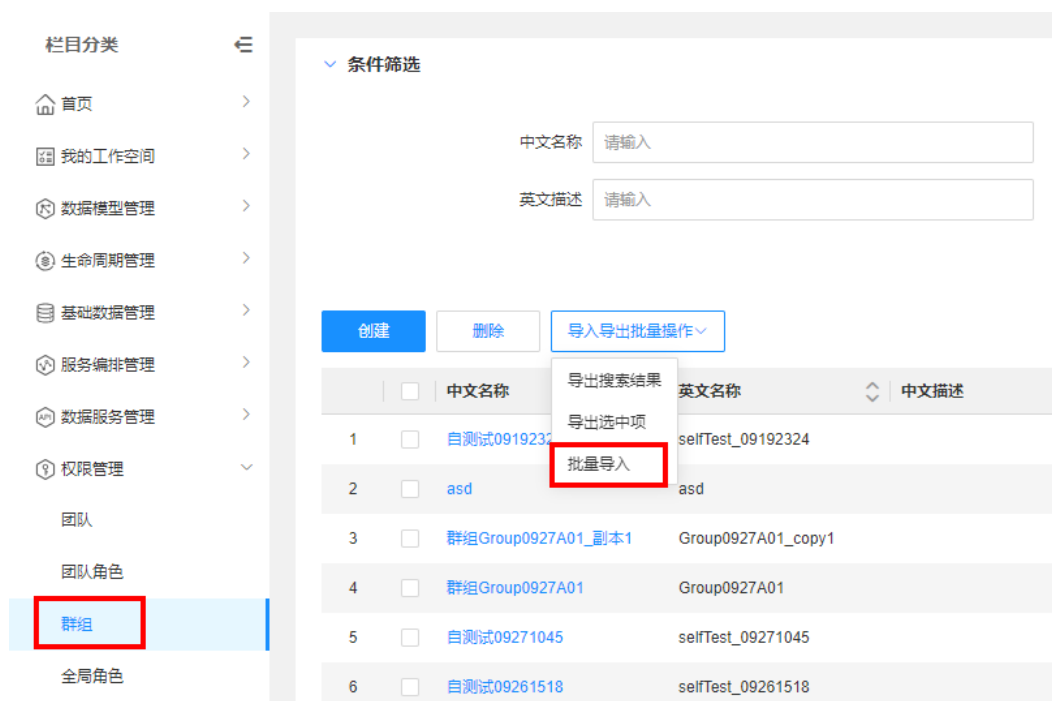 栏目分类
首页
我的工作空间
数据模型管理
生命周期管理
基础数据管理
服务编排管理
API 数据服务管理
权限管理
团队
团队角色
群组
全局角色
条件筛选
中文名称 请输入
英文描述 请输入
创建 删除 导入导出批量操作
导出搜索结果
导出选中项
批量导入
中文名称 英文名称 中文描述
1 自测试0919232 selfTest_09192324
2 asd asd
3 群组Group0927A01_副本1 Group0927A01_copy1
4 群组Group0927A01 Group0927A01
5 自测试09271045 selfTest_09271045
6 自测试09261518 selfTest_09261518